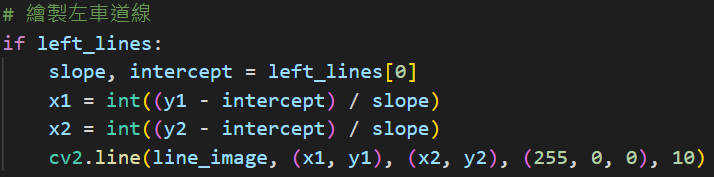 # 繪製左車道線
if left_lines:
    slope, intercept = left_lines[0]
    x1 = int((y1 - intercept) / slope)
    x2 = int((y2 - intercept) / slope)
    cv2.line(line_image, (x1, y1), (x2, y2), (255, 0, 0), 10)